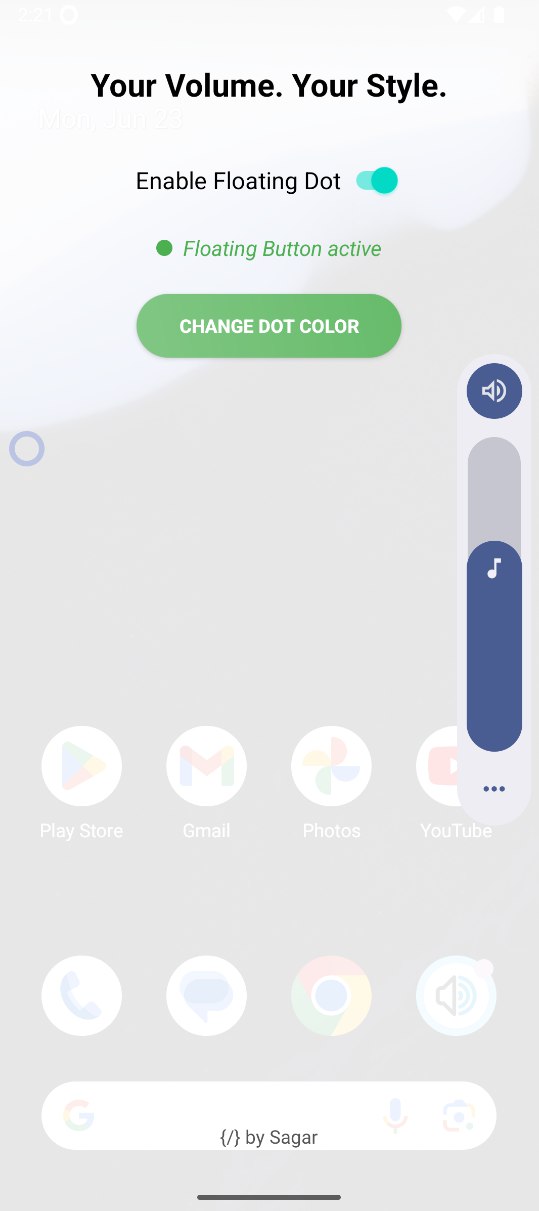 2:21
Your Volume. Your Style.
Mon, Jun 23
Enable Floating Dot
Floating Button active
CHANGE DOT COLOR
Play Store
Gmail
Photos
YouTube
{/} by Sagar